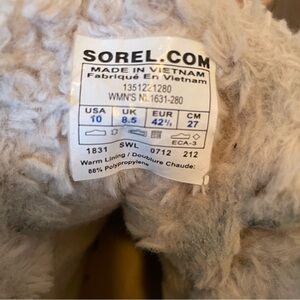 SOREL.COM
MADE IN VIETNAM
Fabriqué En Vietnam
1351221280
WMN'S NL1631-280
USA UK EUR CM
10 8.5 42½ 27
ECA-3
1831 SWL 0712 212
Warm Lining / Doublure Chaude:
88% Polypropylene